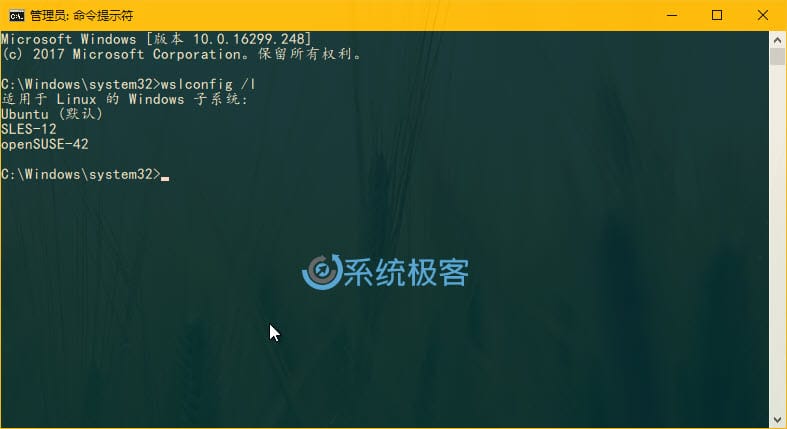 管理员: 命令提示符
Microsoft Windows [版本 10.0.16299.248]
(c) 2017 Microsoft Corporation。保留所有权利。
C:\Windows\system32>wslconfig /l
适用于 Linux 的 Windows 子系统:
Ubuntu (默认)
SLES-12
openSUSE-42
C:\Windows\system32>
系统极客